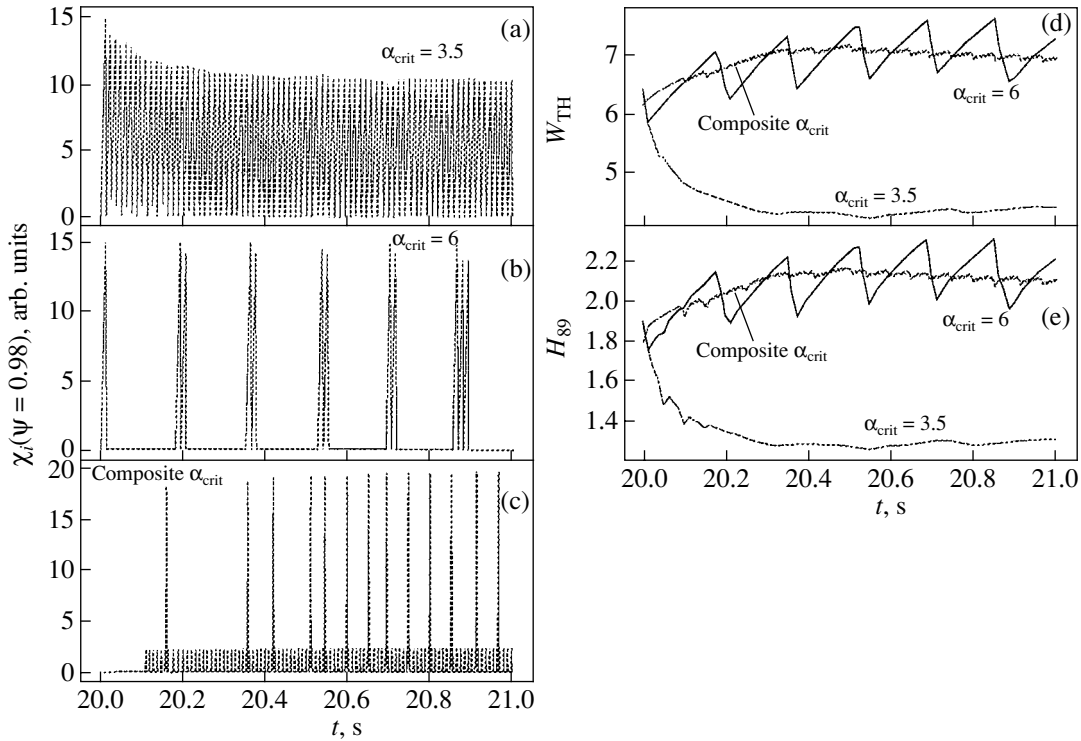 15
10
5
0
(a)
α_crit = 3.5
15
10
5
0
(b)
α_crit = 6
20
15
10
5
0
Composite α_crit
(c)
χ_i(ψ = 0.98), arb. units
20.0 20.2 20.4 20.6 20.8 21.0
t, s
(d)
7
6
5
4
W_TH
α_crit = 6
Composite α_crit
α_crit = 3.5
2.2
2.0
1.8
1.6
1.4
H_89
(e)
α_crit = 6
Composite α_crit
α_crit = 3.5
20.0 20.2 20.4 20.6 20.8 21.0
t, s